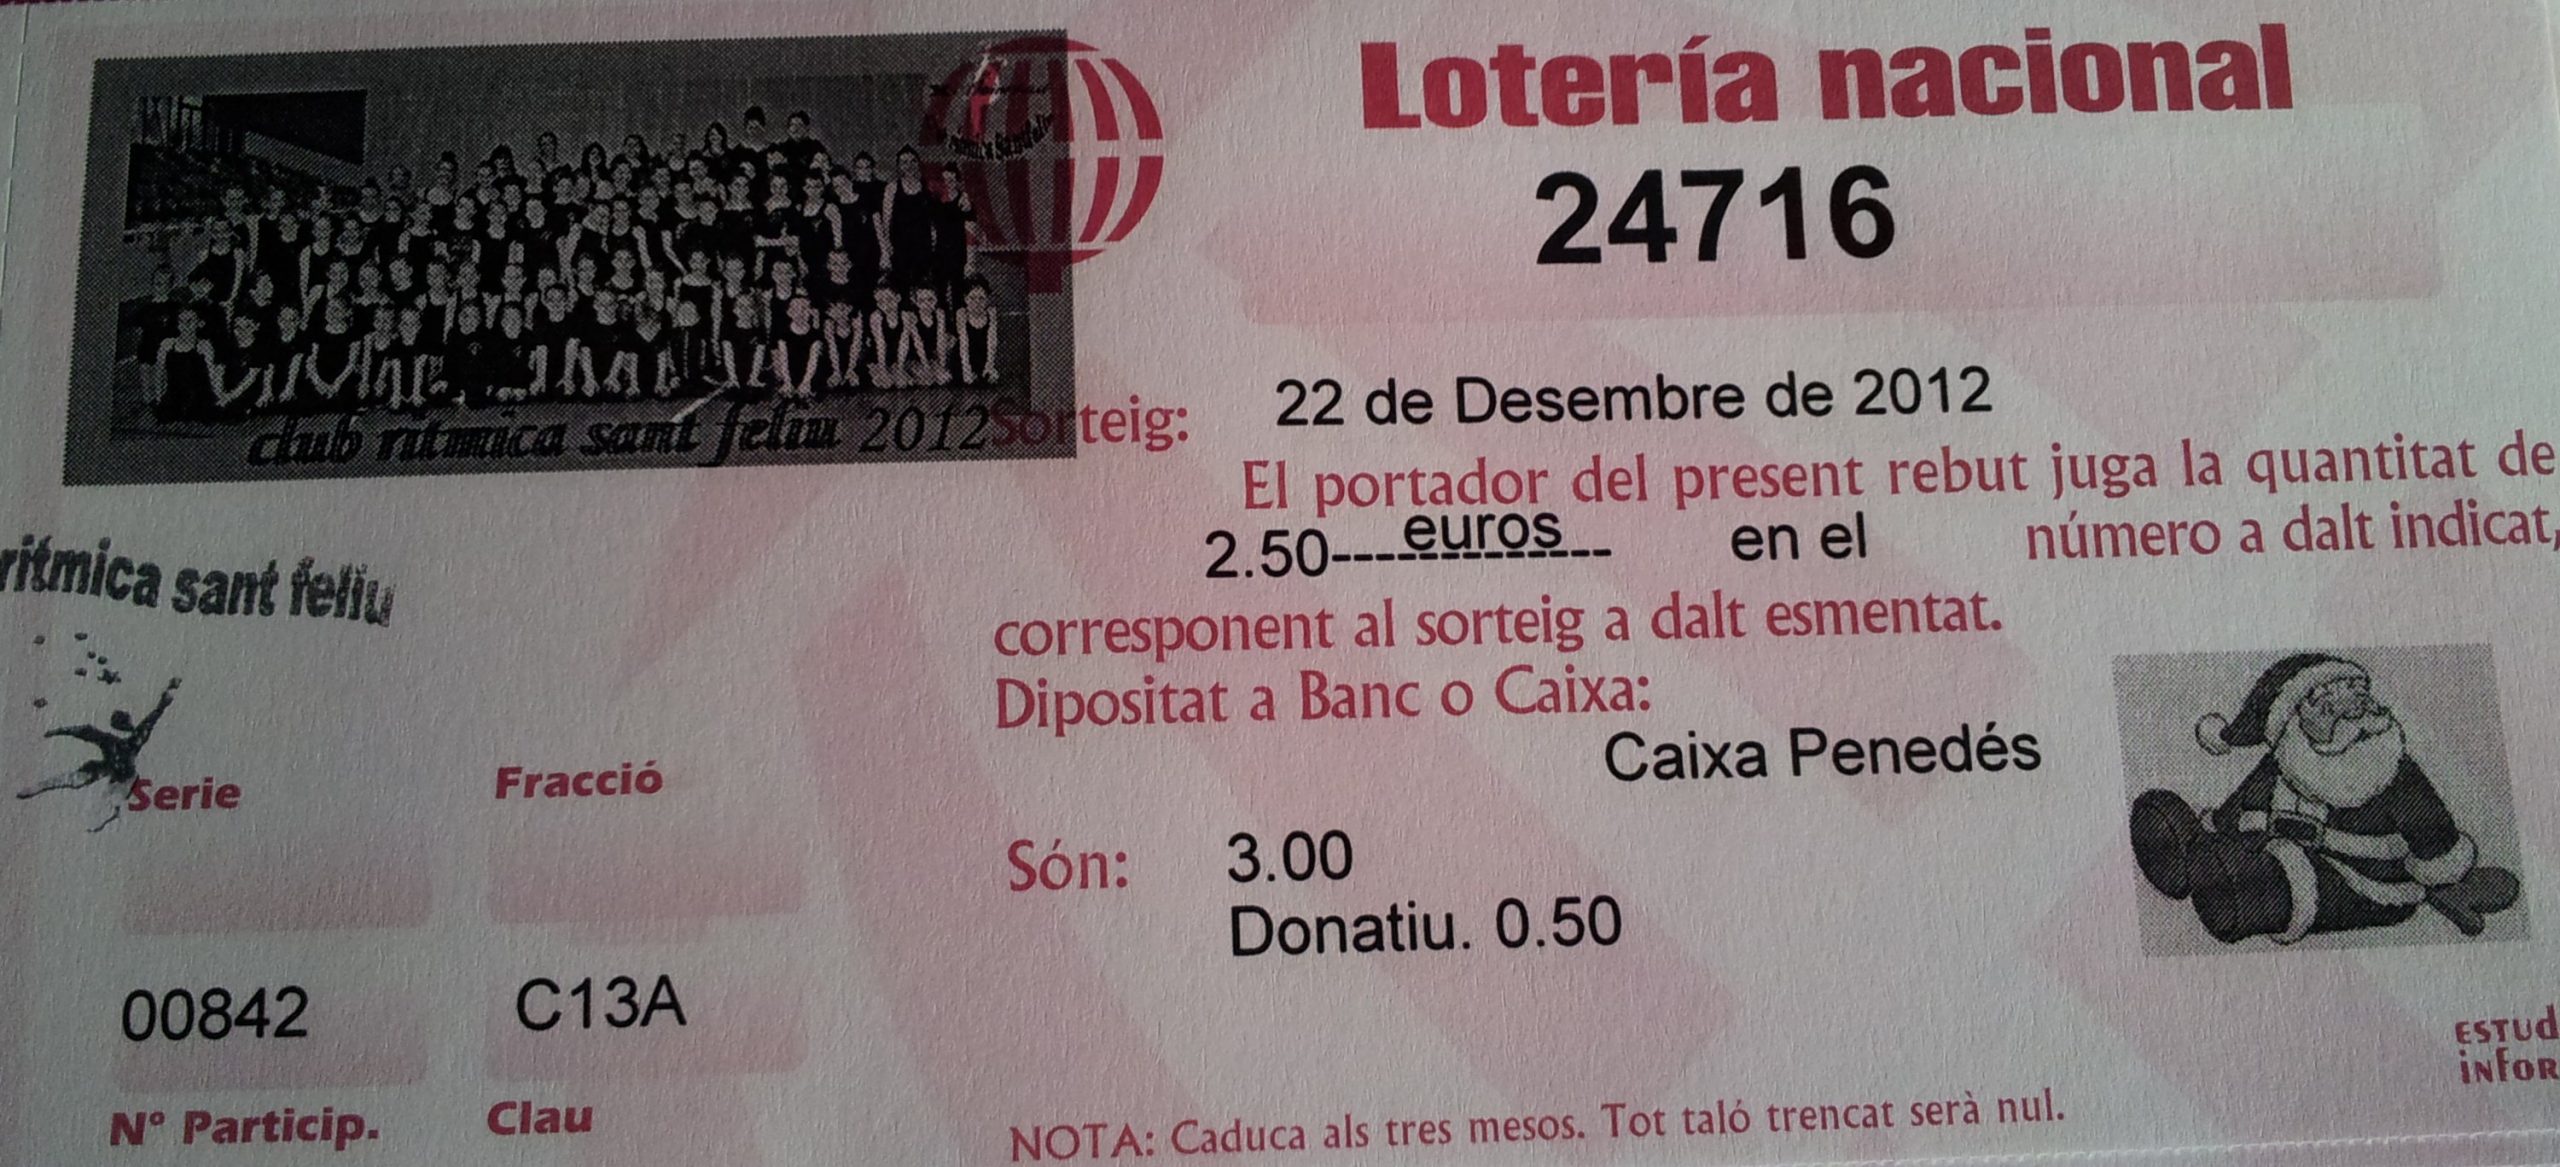 Lotería nacional
24716
club ritmica sant feliu 2012
Sorteig: 22 de Desembre de 2012
El portador del present rebut juga la quantitat de
2.50----euros---- en el número a dalt indicat,
corresponent al sorteig a dalt esmentat.
Dipositat a Banc o Caixa:
Caixa Penedés
ritmica sant feliu
Serie Fracció
Són: 3.00
Donatiu. 0.50
00842 C13A
Nº Particip. Clau
ESTUd
iNfOR
NOTA: Caduca als tres mesos. Tot taló trencat serà nul.